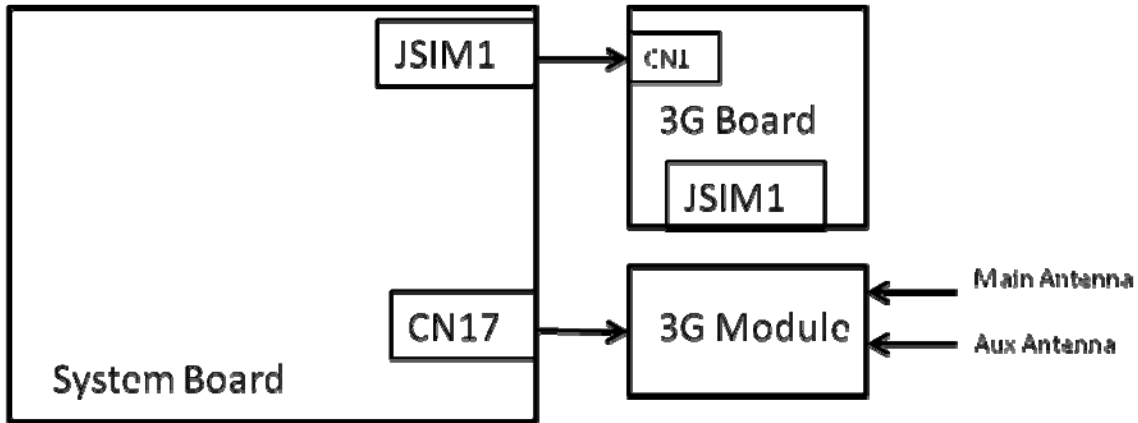 JSIM1
CN1
3G Board
JSIM1
Main Antenna
CN17
3G Module
Aux Antenna
System Board